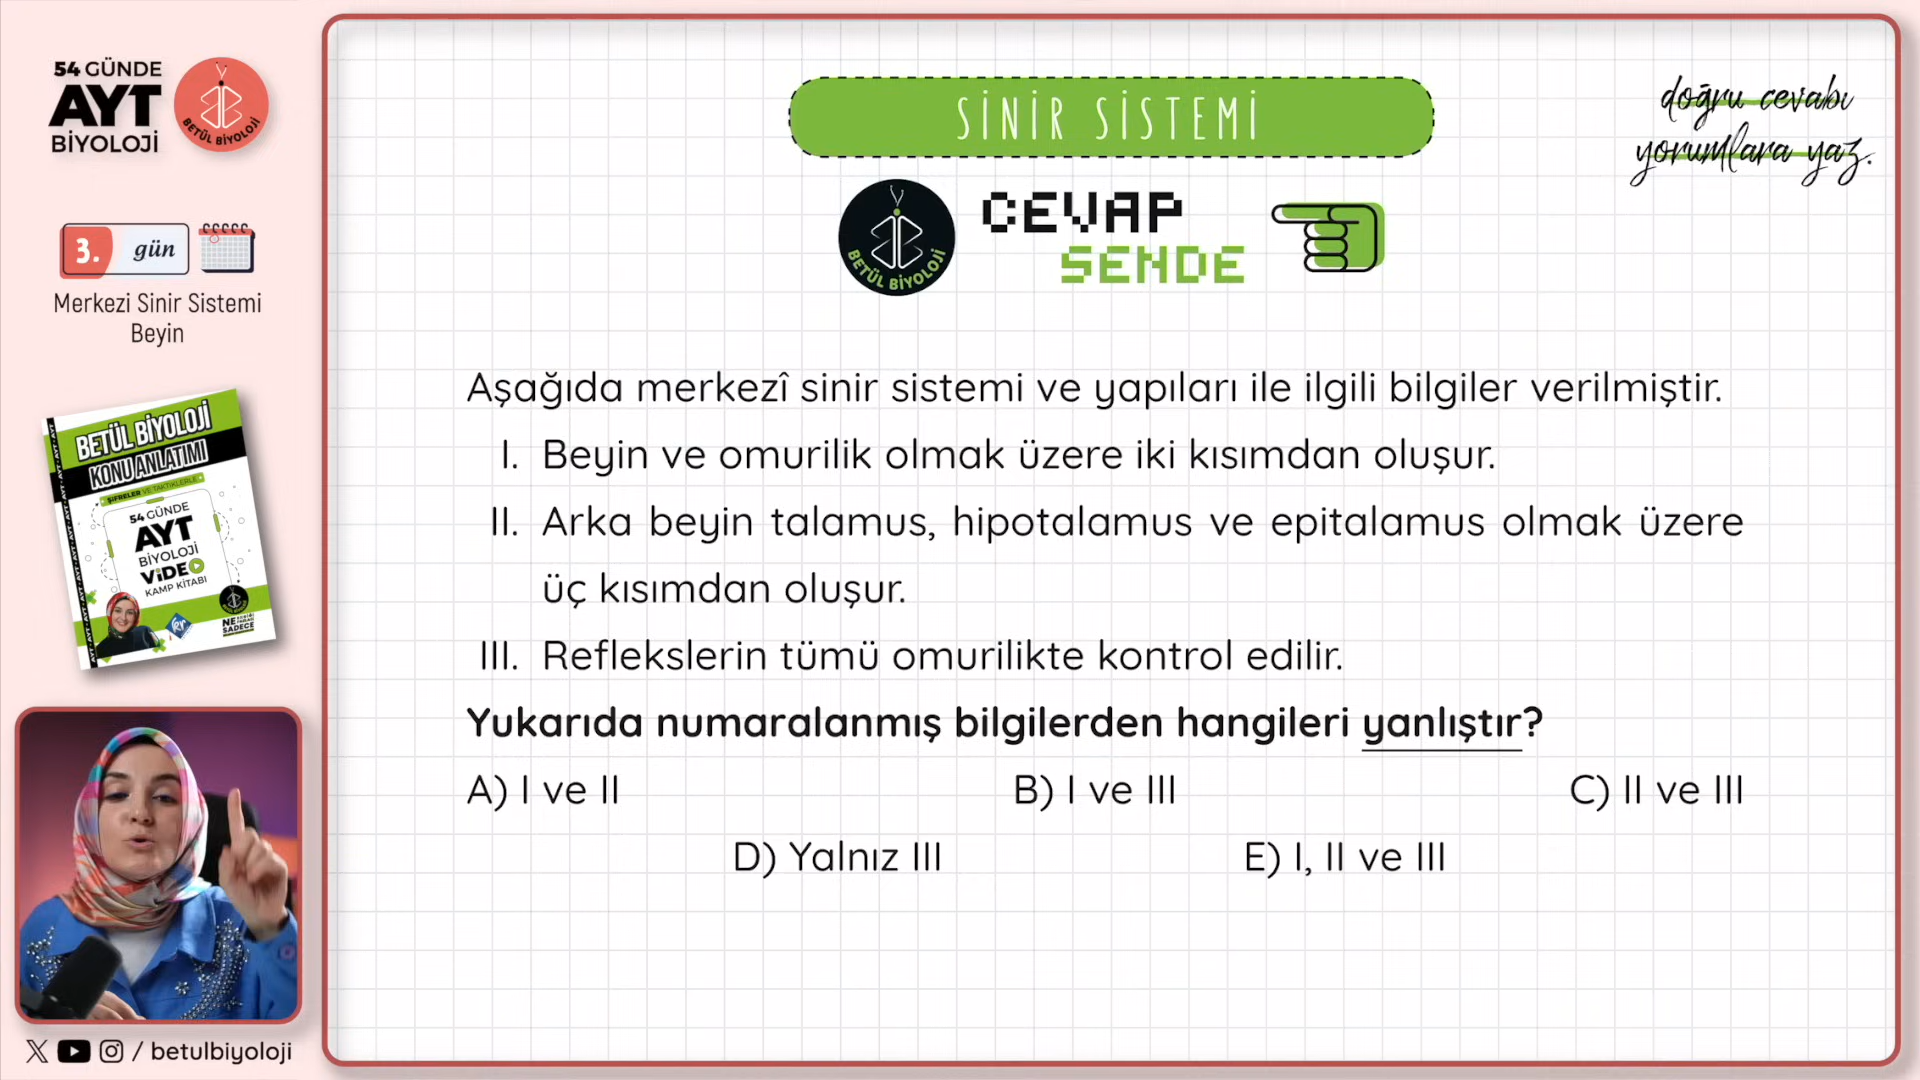 54 GÜNDE
AYT
BİYOLOJİ
BETÜL BİYOLOJİ
3. gün
Merkezi Sinir Sistemi
Beyin
BETÜL BİYOLOJİ
KONU ANLATIMI
ŞİFRELER VE TAKTİKLERLE
54 GÜNDE
AYT
BİYOLOJİ
VİDEO
KAMP KİTABI
/ betulbiyoloji
SİNİR SİSTEMİ
doğru cevabı
yorumlara yaz.
BETÜL BİYOLOJİ
CEVAP
SENDE
Aşağıda merkezî sinir sistemi ve yapıları ile ilgili bilgiler verilmiştir.
I. Beyin ve omurilik olmak üzere iki kısımdan oluşur.
II. Arka beyin talamus, hipotalamus ve epitalamus olmak üzere
üç kısımdan oluşur.
III. Reflekslerin tümü omurilikte kontrol edilir.
Yukarıda numaralanmış bilgilerden hangileri yanlıştır?
A) I ve II B) I ve III C) II ve III
D) Yalnız III E) I, II ve III